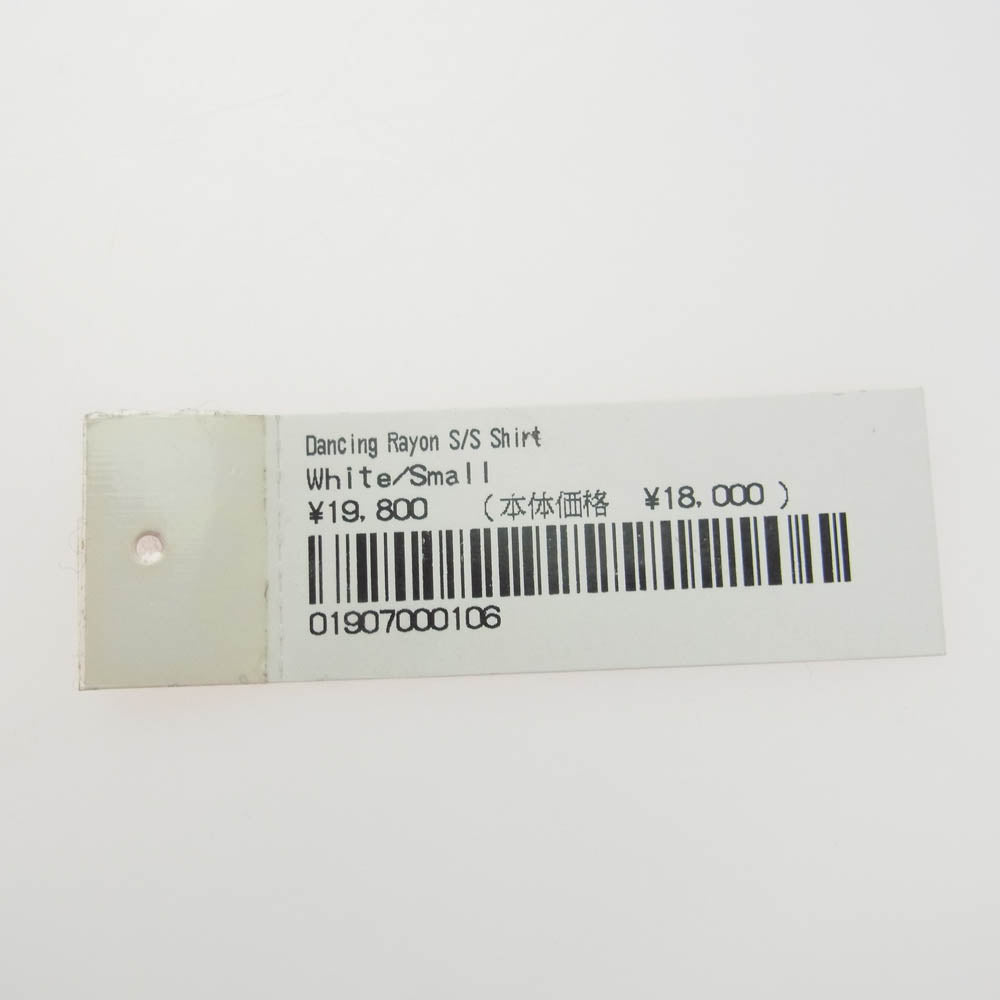 Dancing Rayon S/S Shirt
White/Small
¥19,800 (本体価格 ¥18,000)
01907000106